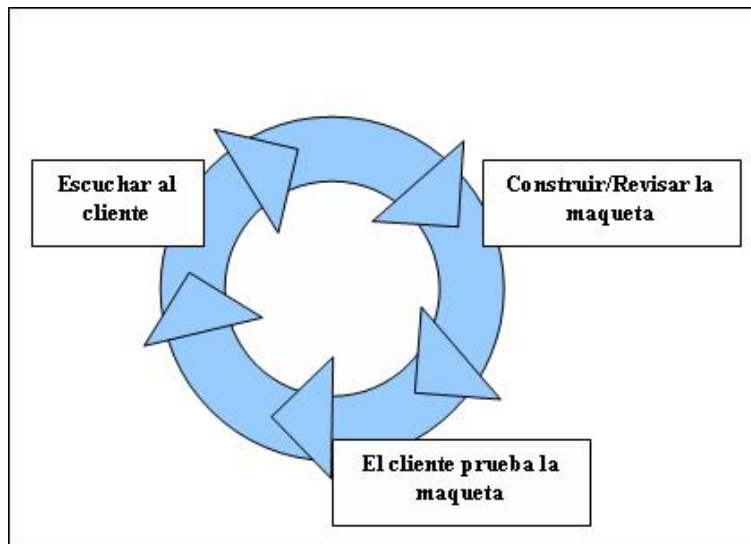 Escuchar al
cliente
Construir/Revisar la
maqueta
El cliente prueba la
maqueta